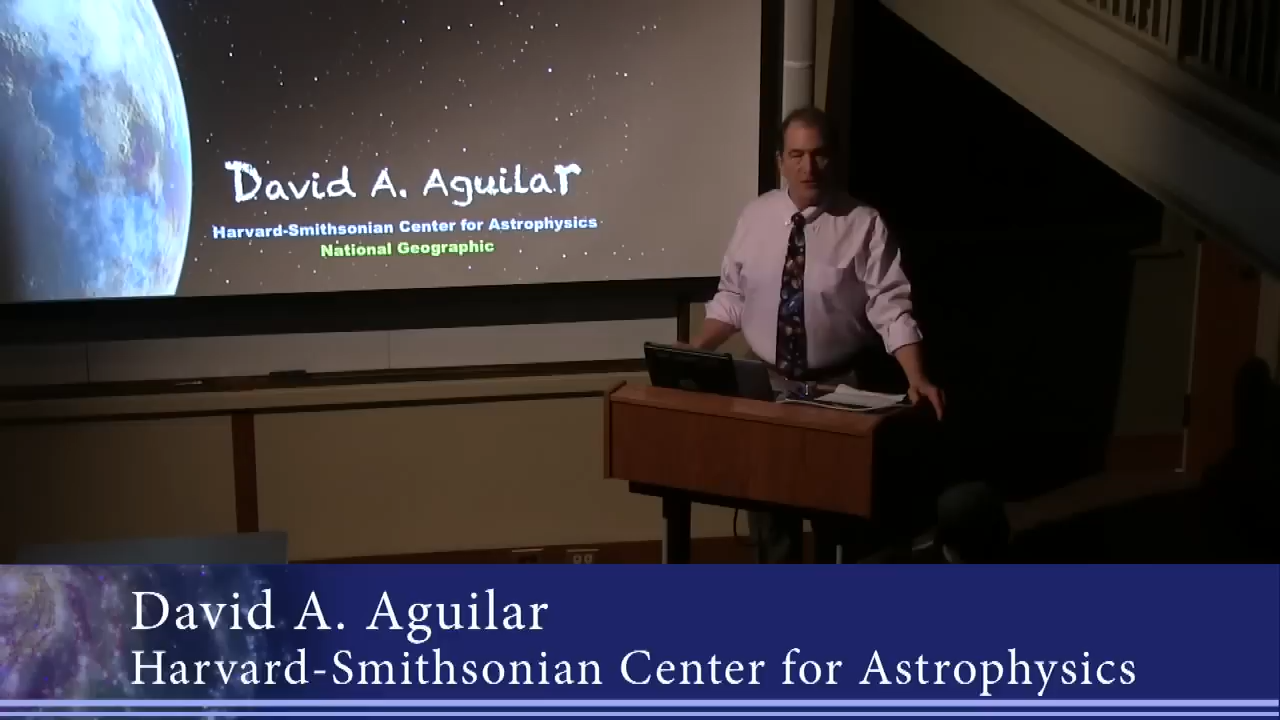 David A. Aguilar
Harvard-Smithsonian Center for Astrophysics
National Geographic
David A. Aguilar
Harvard-Smithsonian Center for Astrophysics